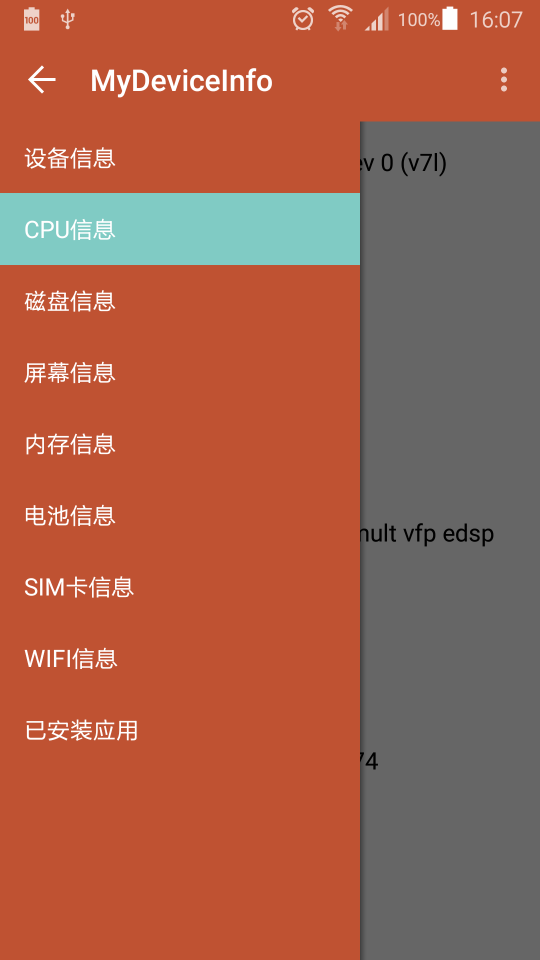 100 100% 16:07
MyDeviceInfo
设备信息
ev 0 (v7l)
CPU信息
磁盘信息
屏幕信息
内存信息
电池信息
mult vfp edsp
SIM卡信息
WIFI信息
已安装应用
74